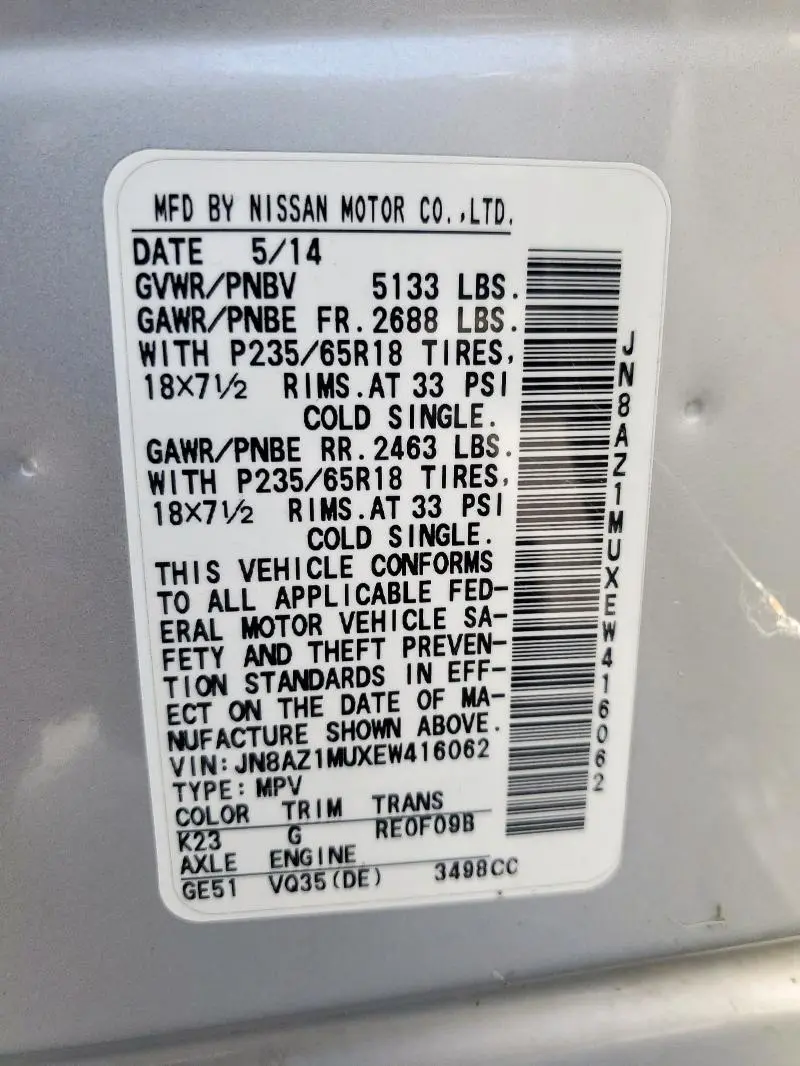 MFD BY NISSAN MOTOR CO.,LTD.
DATE 5/14
GVWR/PNBV 5133 LBS.
GAWR/PNBE FR.2688 LBS.
WITH P235/65R18 TIRES,
18X7½ RIMS.AT 33 PSI
COLD SINGLE.
GAWR/PNBE RR.2463 LBS.
WITH P235/65R18 TIRES,
18X7½ RIMS.AT 33 PSI
COLD SINGLE.
THIS VEHICLE CONFORMS
TO ALL APPLICABLE FED-
ERAL MOTOR VEHICLE SA-
FETY AND THEFT PREVEN-
TION STANDARDS IN EFF-
ECT ON THE DATE OF MA-
NUFACTURE SHOWN ABOVE.
VIN:JN8AZ1MUXEW416062
TYPE:MPV
COLOR TRIM TRANS
K23 G RE0F09B
AXLE ENGINE
GE51 VQ35(DE) 3498CC
JN8AZ1MUXEW416062